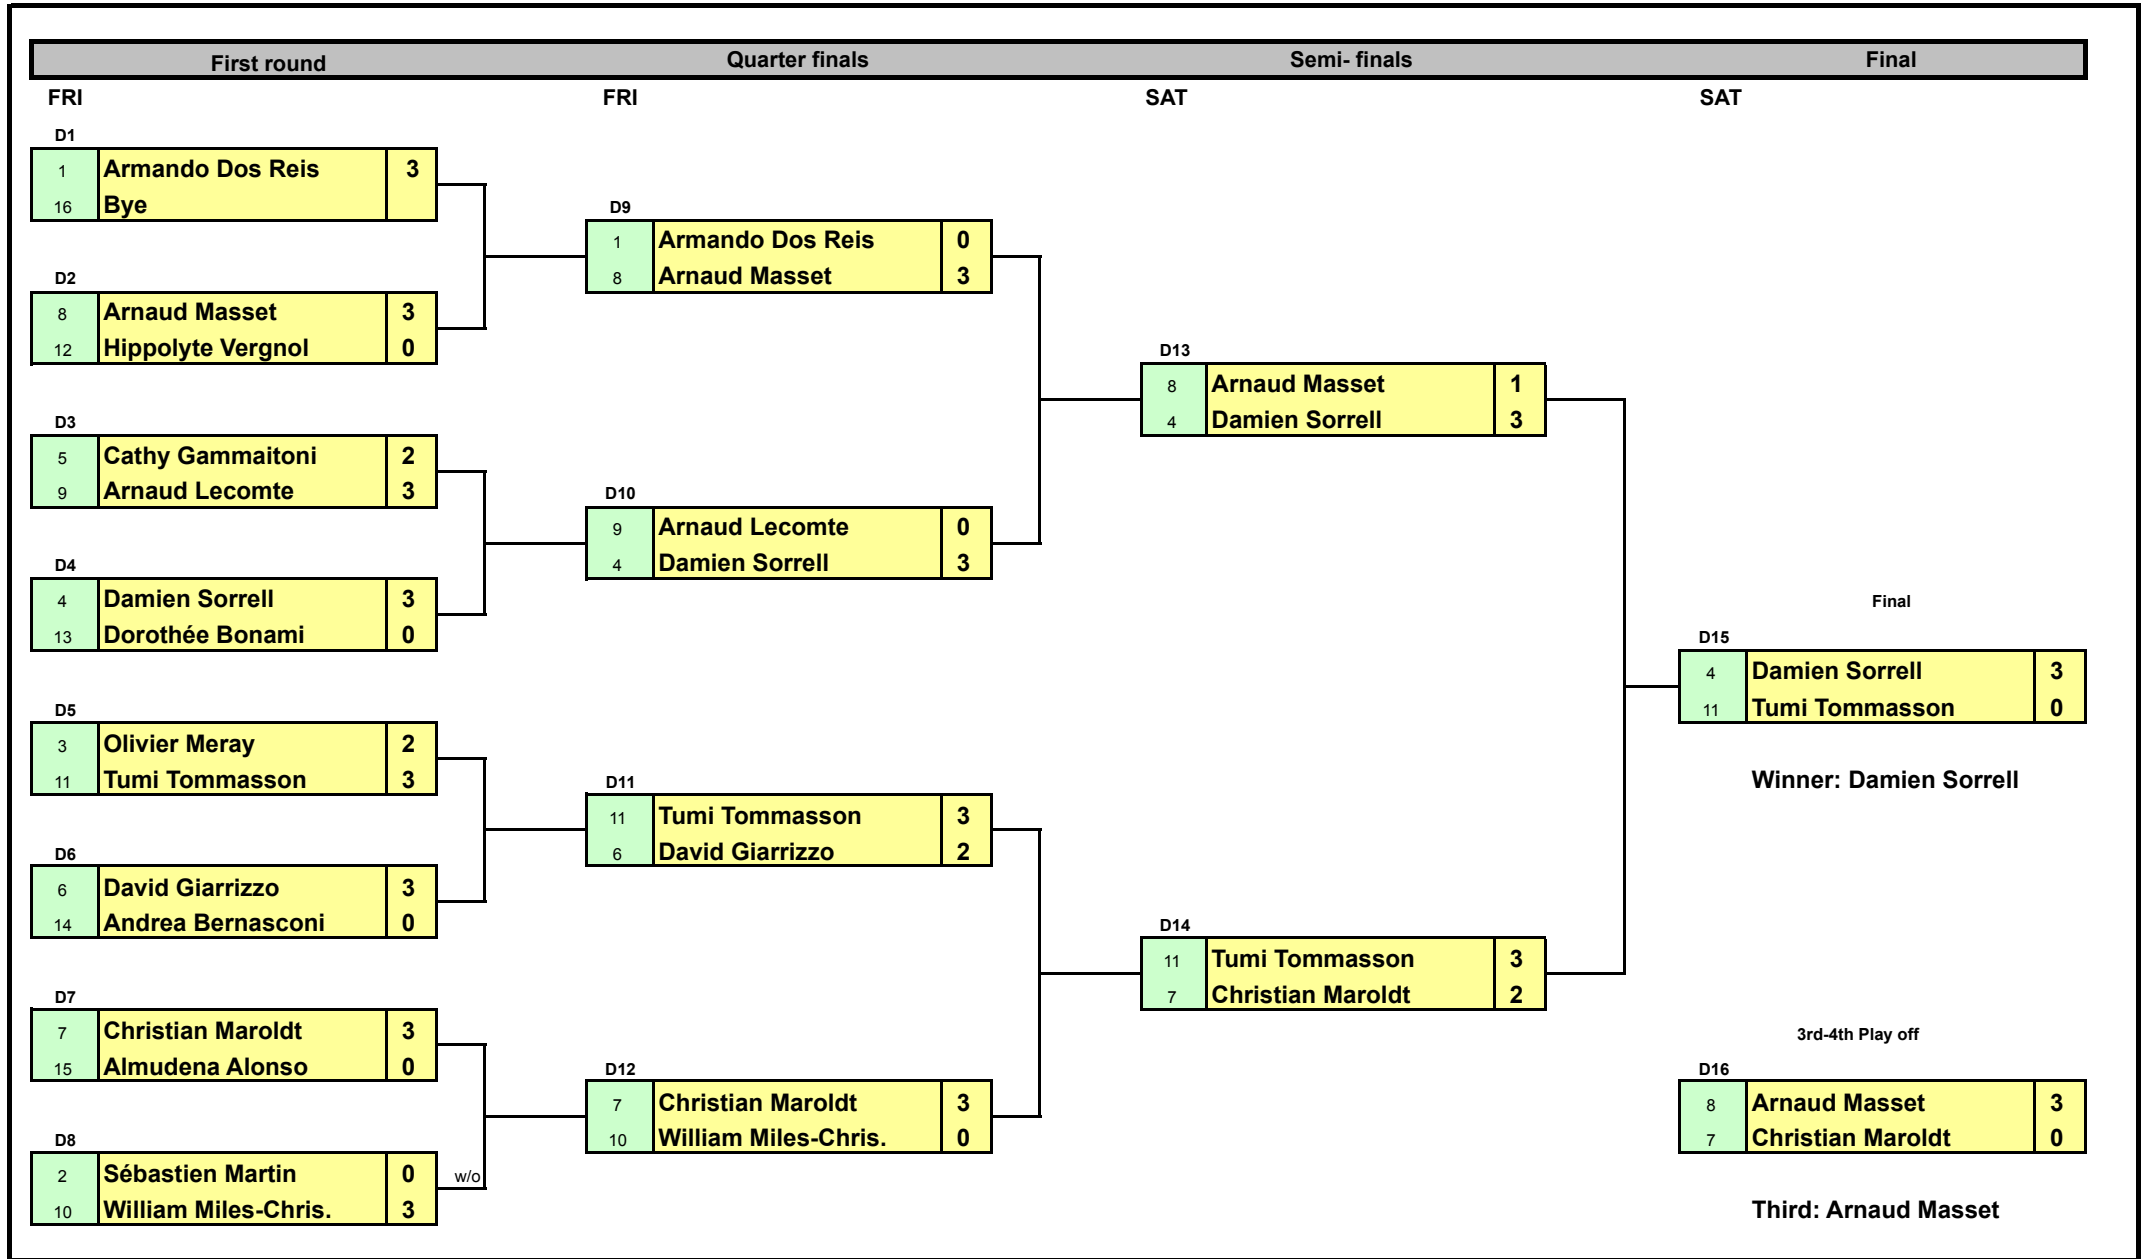 First round Quarter finals Semi- finals Final
FRI FRI SAT SAT
D1
1 Armando Dos Reis 3
16 Bye
D2
8 Arnaud Masset 3
12 Hippolyte Vergnol 0
D3
5 Cathy Gammaitoni 2
9 Arnaud Lecomte 3
D4
4 Damien Sorrell 3
13 Dorothée Bonami 0
D5
3 Olivier Meray 2
11 Tumi Tommasson 3
D6
6 David Giarrizzo 3
14 Andrea Bernasconi 0
D7
7 Christian Maroldt 3
15 Almudena Alonso 0
D8
2 Sébastien Martin 0 w/o
10 William Miles-Chris. 3
D9
1 Armando Dos Reis 0
8 Arnaud Masset 3
D10
9 Arnaud Lecomte 0
4 Damien Sorrell 3
D11
11 Tumi Tommasson 3
6 David Giarrizzo 2
D12
7 Christian Maroldt 3
10 William Miles-Chris. 0
D13
8 Arnaud Masset 1
4 Damien Sorrell 3
D14
11 Tumi Tommasson 3
7 Christian Maroldt 2
Final
D15
4 Damien Sorrell 3
11 Tumi Tommasson 0
Winner: Damien Sorrell
3rd-4th Play off
D16
8 Arnaud Masset 3
7 Christian Maroldt 0
Third: Arnaud Masset